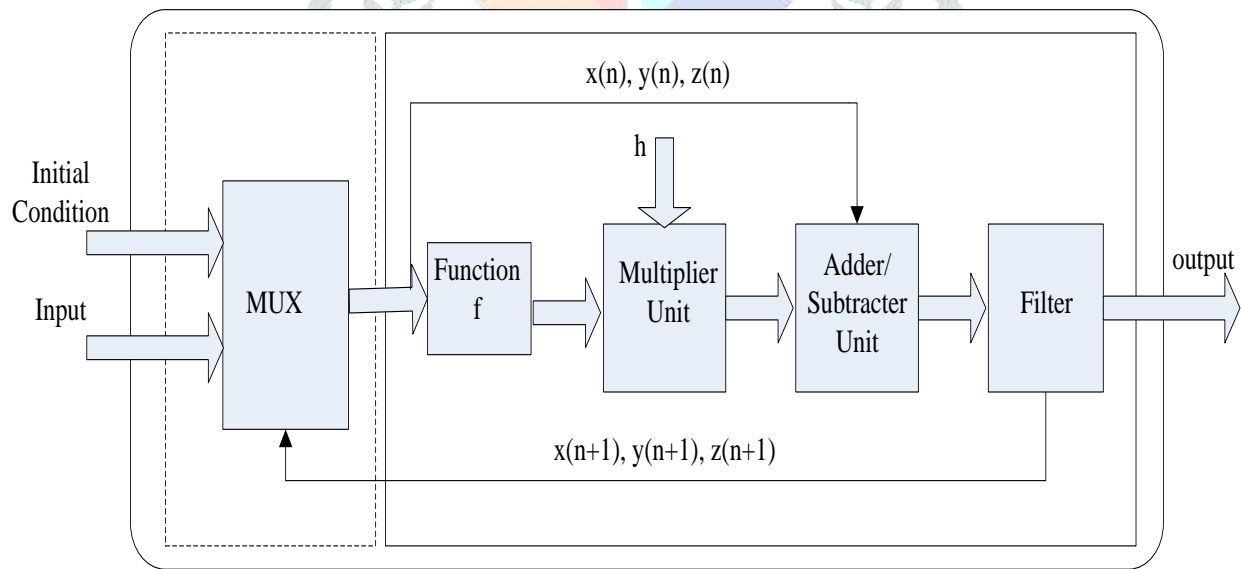 x(n), y(n), z(n)
h
Initial
Condition
Input
MUX
Function
f
Multiplier
Unit
Adder/
Subtracter
Unit
Filter
output
x(n+1), y(n+1), z(n+1)